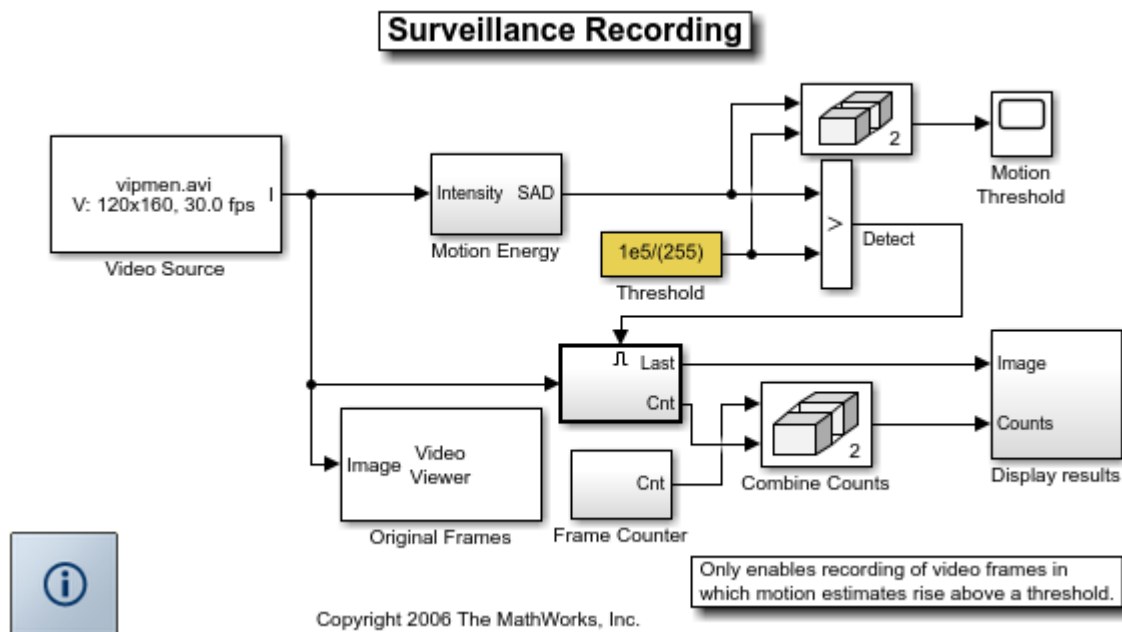 Surveillance Recording
vipmen.avi
V: 120x160, 30.0 fps
I
Video Source
Intensity SAD
Motion Energy
2
Motion
Threshold
>
Detect
1e5/(255)
Threshold
Last
Cnt
Image
Counts
Display results
2
Combine Counts
Image
Video
Viewer
Original Frames
Cnt
Frame Counter
i
Only enables recording of video frames in
which motion estimates rise above a threshold.
Copyright 2006 The MathWorks, Inc.